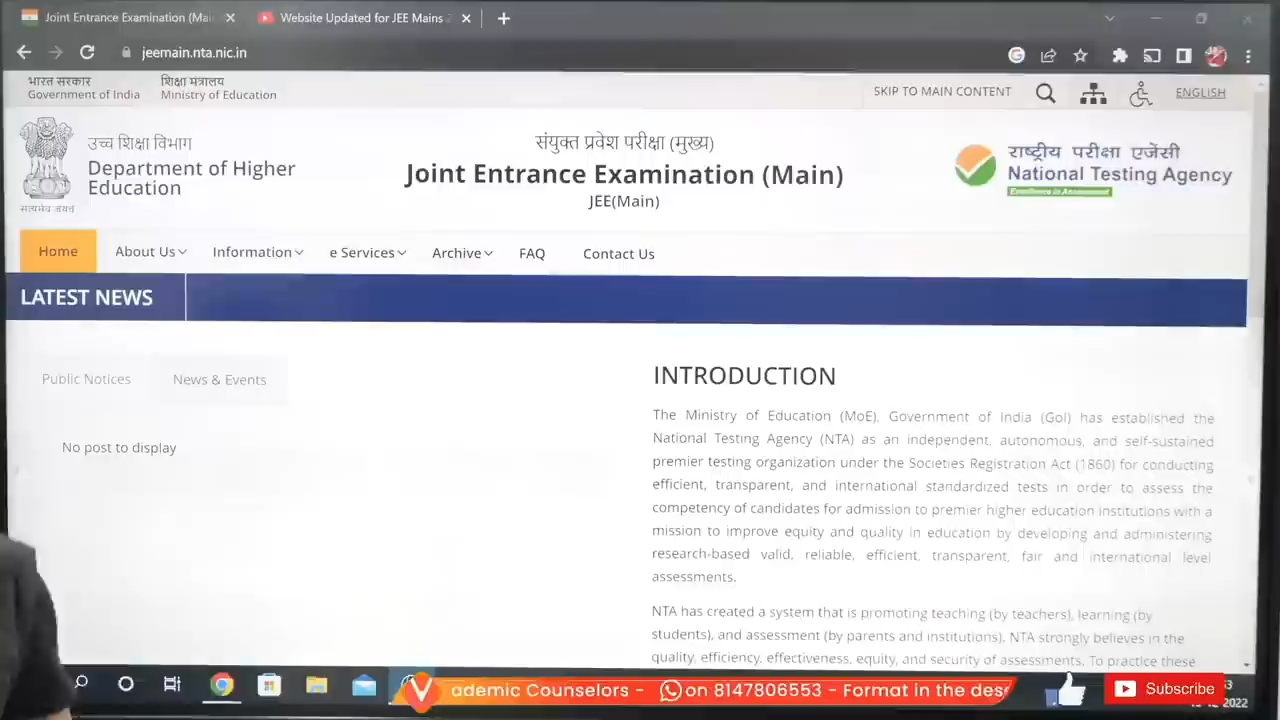 Joint Entrance Examination (Mai
Website Updated for JEE Mains 2
jeemain.nta.nic.in
भारत सरकार
Government of India
शिक्षा मंत्रालय
Ministry of Education
SKIP TO MAIN CONTENT
ENGLISH
सत्यमेव जयते
उच्च शिक्षा विभाग
Department of Higher
Education
संयुक्त प्रवेश परीक्षा (मुख्य)
Joint Entrance Examination (Main)
JEE(Main)
राष्ट्रीय परीक्षा एजेंसी
National Testing Agency
Excellence in Assessment
Home
About Us
Information
e Services
Archive
FAQ
Contact Us
LATEST NEWS
Public Notices
News & Events
No post to display
INTRODUCTION
The Ministry of Education (MoE), Government of India (GoI) has established the
National Testing Agency (NTA) as an independent, autonomous, and self-sustained
premier testing organization under the Societies Registration Act (1860) for conducting
efficient, transparent, and international standardized tests in order to assess the
competency of candidates for admission to premier higher education institutions with a
mission to improve equity and quality in education by developing and administering
research-based valid, reliable, efficient, transparent, fair and international level
assessments.
NTA has created a system that is promoting teaching (by teachers), learning (by
students), and assessment (by parents and institutions). NTA strongly believes in the
quality, efficiency, effectiveness, equity, and security of assessments. To practice these
ademic Counselors - on 8147806553 - Format in the des
Subscribe